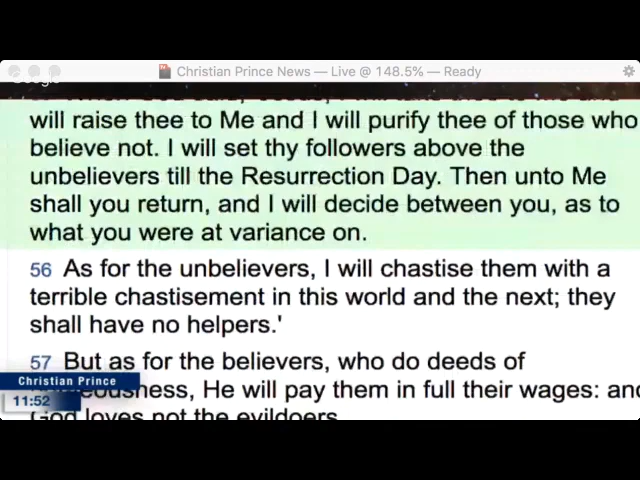 Christian Prince News — Live @ 148.5% — Ready
will raise thee to Me and I will purify thee of those who
believe not. I will set thy followers above the
unbelievers till the Resurrection Day. Then unto Me
shall you return, and I will decide between you, as to
what you were at variance on.
56 As for the unbelievers, I will chastise them with a
terrible chastisement in this world and the next; they
shall have no helpers.'
57 But as for the believers, who do deeds of
Christian Prince
He will pay them in full their wages: and
11:52
God loves not the evildoers